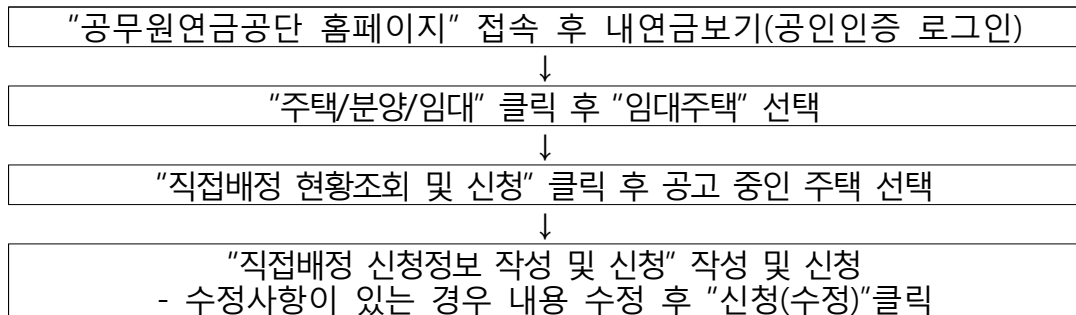 "공무원연금공단 홈페이지" 접속 후 내연금보기(공인인증 로그인)
↓
"주택/분양/임대" 클릭 후 "임대주택" 선택
↓
"직접배정 현황조회 및 신청" 클릭 후 공고 중인 주택 선택
↓
"직접배정 신청정보 작성 및 신청" 작성 및 신청
- 수정사항이 있는 경우 내용 수정 후 "신청(수정)"클릭